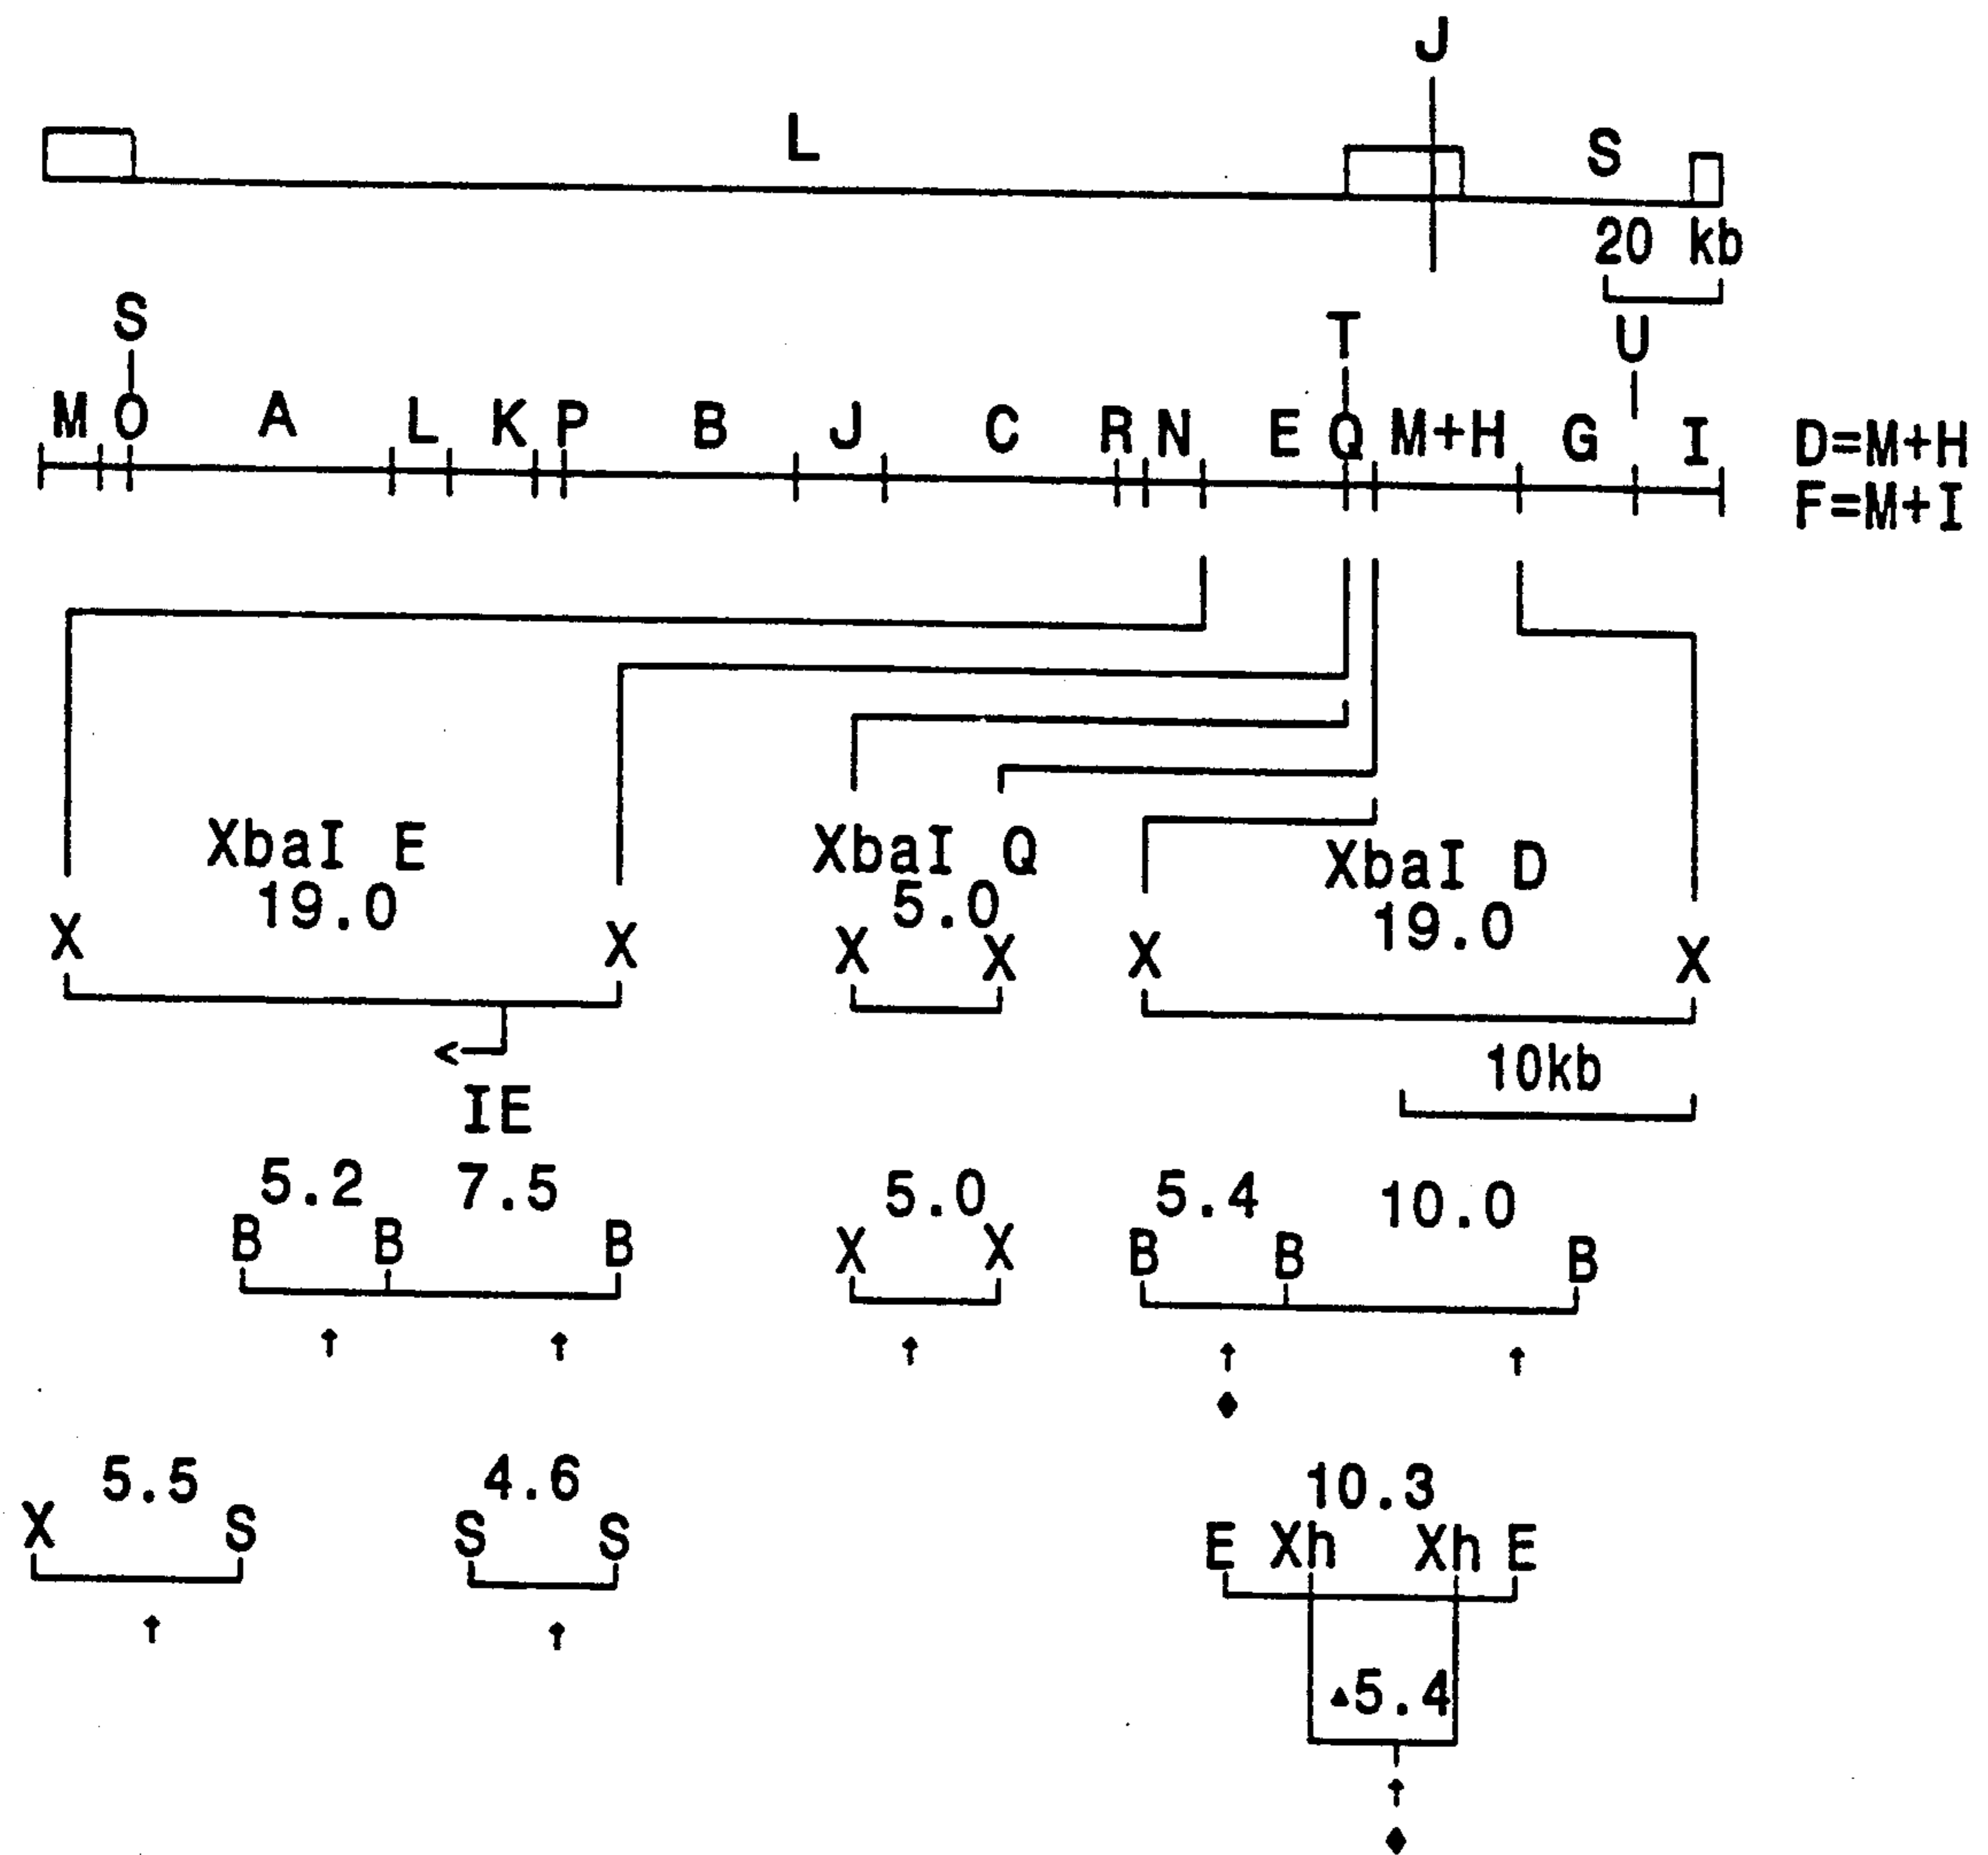 J
L S
20 kb
S T U
M O A L K P B J C R N E Q M+H G I D=M+H
F=M+I
XbaI E XbaI Q XbaI D
19.0 5.0 19.0
X X X X X X
10kb
<
IE
5.2 7.5 5.0 5.4 10.0
B B B X X B B B
5.5 4.6 10.3
X S S S E Xh Xh E
▲5.4